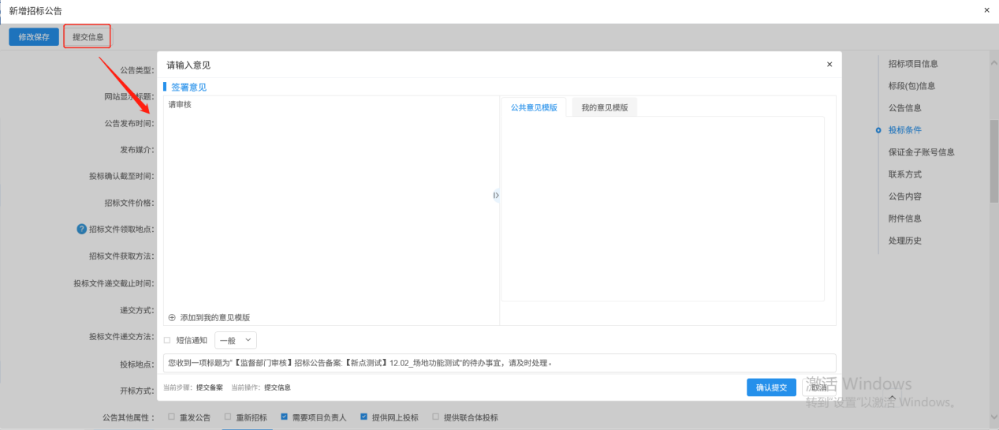 新增招标公告
×
修改保存
提交信息
公告类型:
网站显示标题:
公告发布时间:
发布媒介:
投标确认截至时间:
招标文件价格:
? 招标文件领取地点:
招标文件获取方法:
投标文件递交截止时间:
递交方式:
投标文件递交方法:
投标地点:
开标方式:
公告其他属性：
重发公告
重新招标
需要项目负责人
提供网上投标
提供联合体投标
请输入意见
×
签署意见
请审核
公共意见模版
我的意见模版
添加到我的意见模版
短信通知
一般
您收到一项标题为"【监督部门审核】招标公告备案:【新点测试】12.02_场地功能测试"的待办事宜，请及时处理。
当前步骤：提交备案 当前操作：提交信息
确认提交
取消
招标项目信息
标段(包)信息
公告信息
投标条件
保证金子账号信息
联系方式
公告内容
附件信息
处理历史
激活 Windows
转到"设置"以激活 Windows。